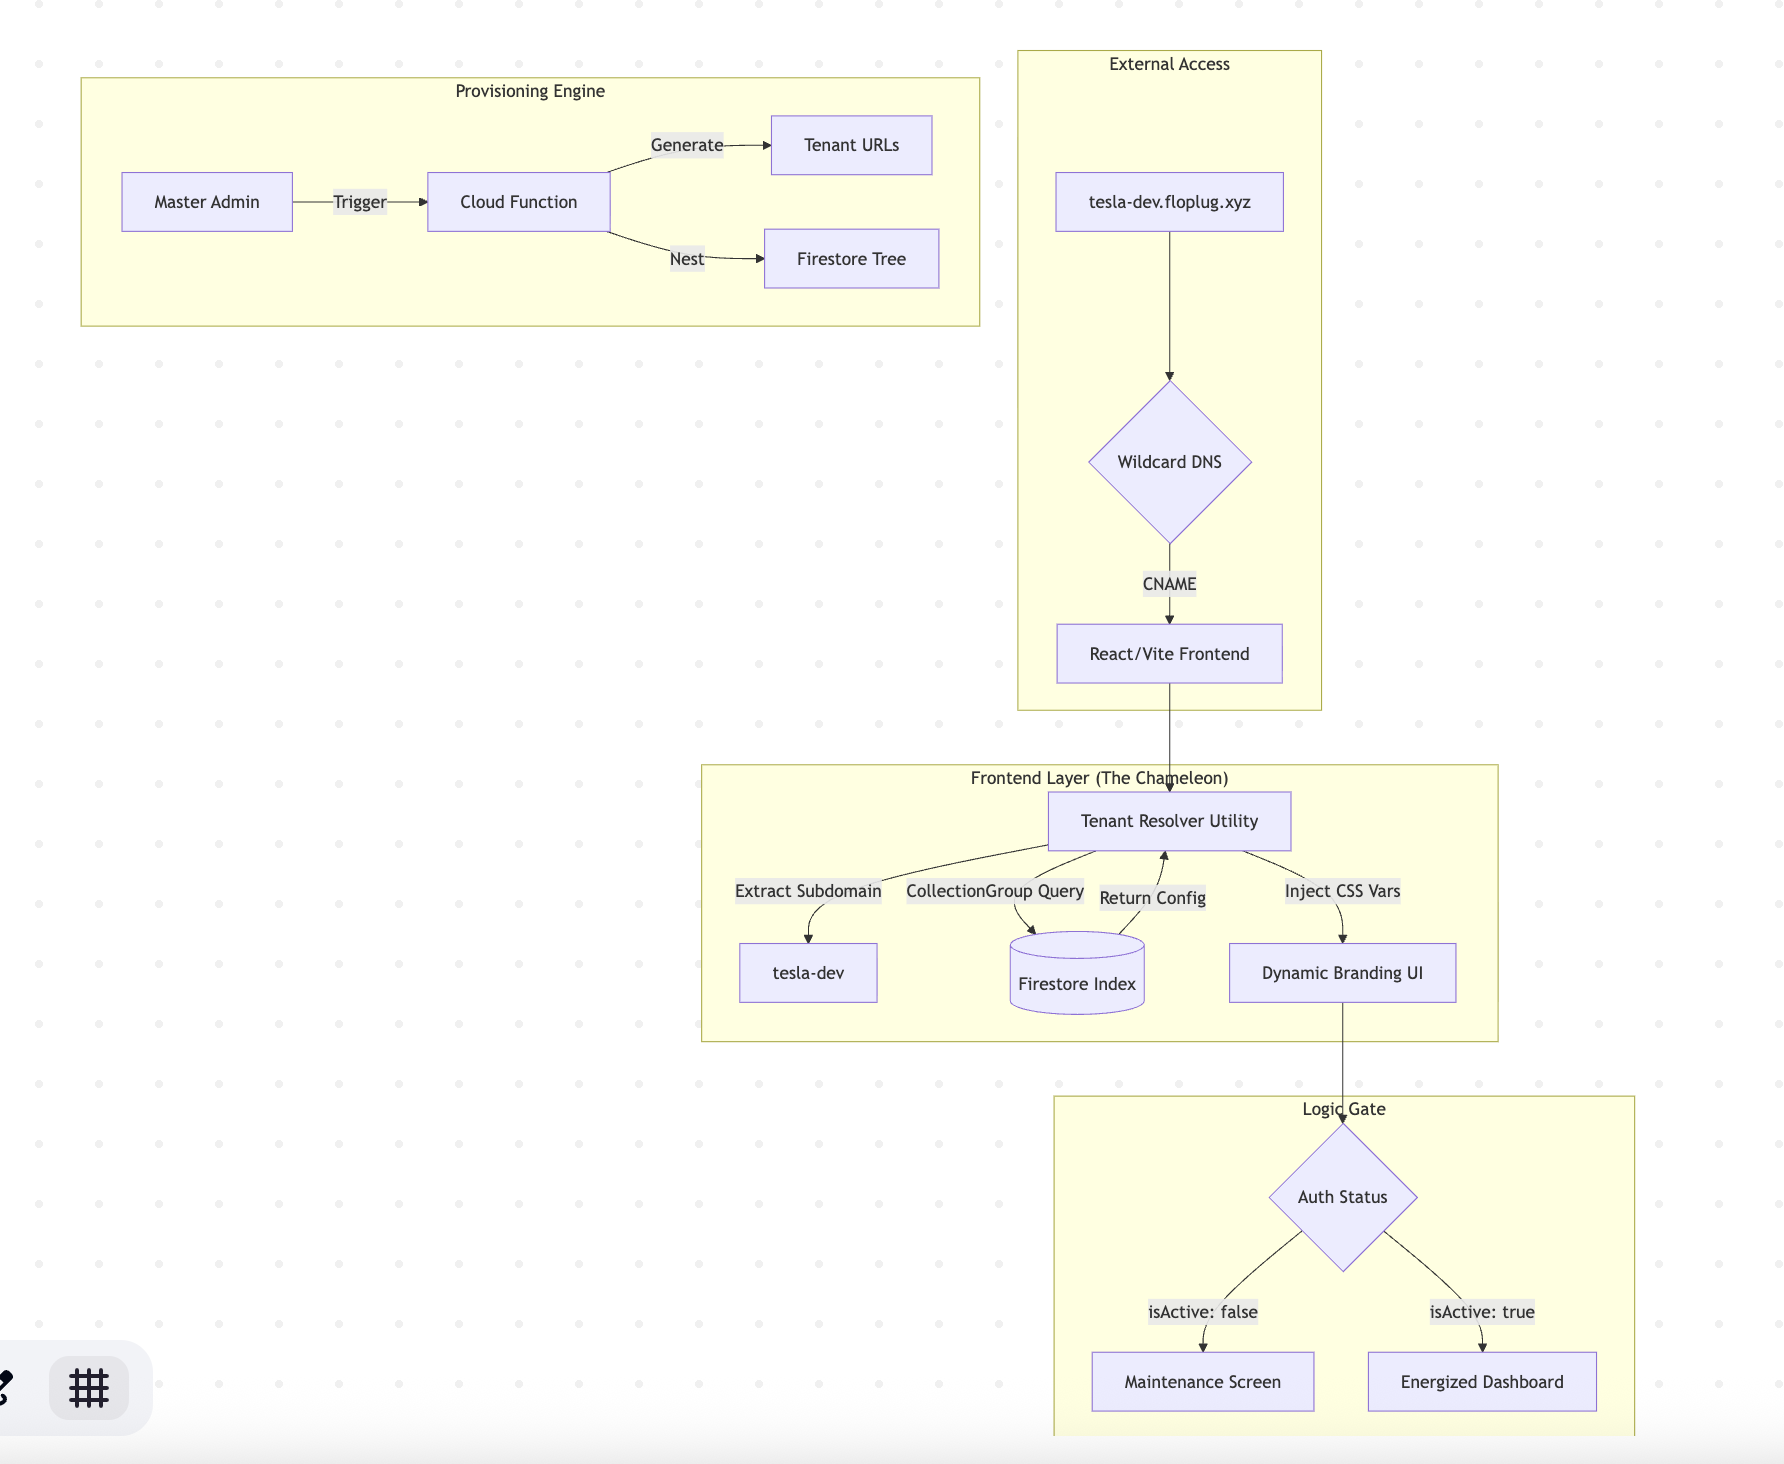 Provisioning Engine
Master Admin
Trigger
Cloud Function
Generate
Tenant URLs
Nest
Firestore Tree
External Access
tesla-dev.floplug.xyz
Wildcard DNS
CNAME
React/Vite Frontend
Frontend Layer (The Chameleon)
Tenant Resolver Utility
Extract Subdomain
CollectionGroup Query
Return Config
Inject CSS Vars
tesla-dev
Firestore Index
Dynamic Branding UI
Logic Gate
Auth Status
isActive: false
isActive: true
Maintenance Screen
Energized Dashboard